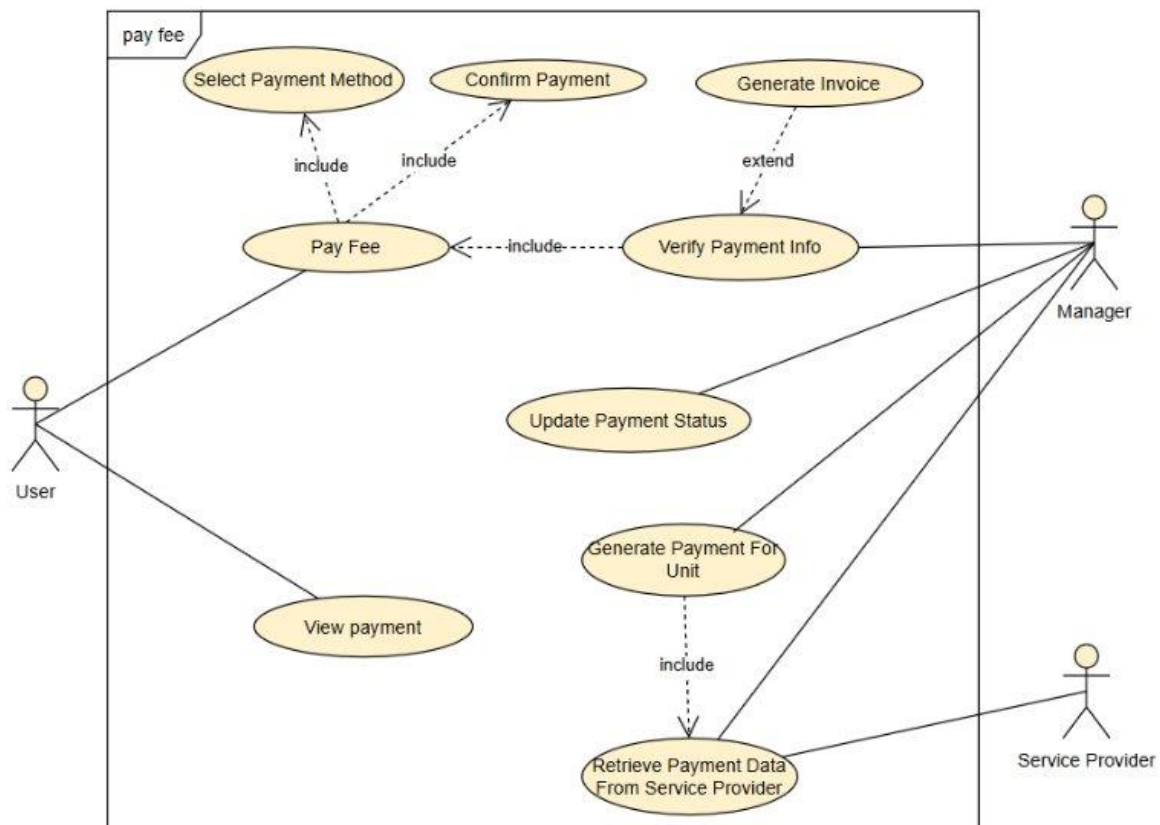 pay fee
Select Payment Method
Confirm Payment
Generate Invoice
include
include
extend
Pay Fee
include
Verify Payment Info
Manager
Update Payment Status
User
Generate Payment For
Unit
View payment
include
Retrieve Payment Data
From Service Provider
Service Provider